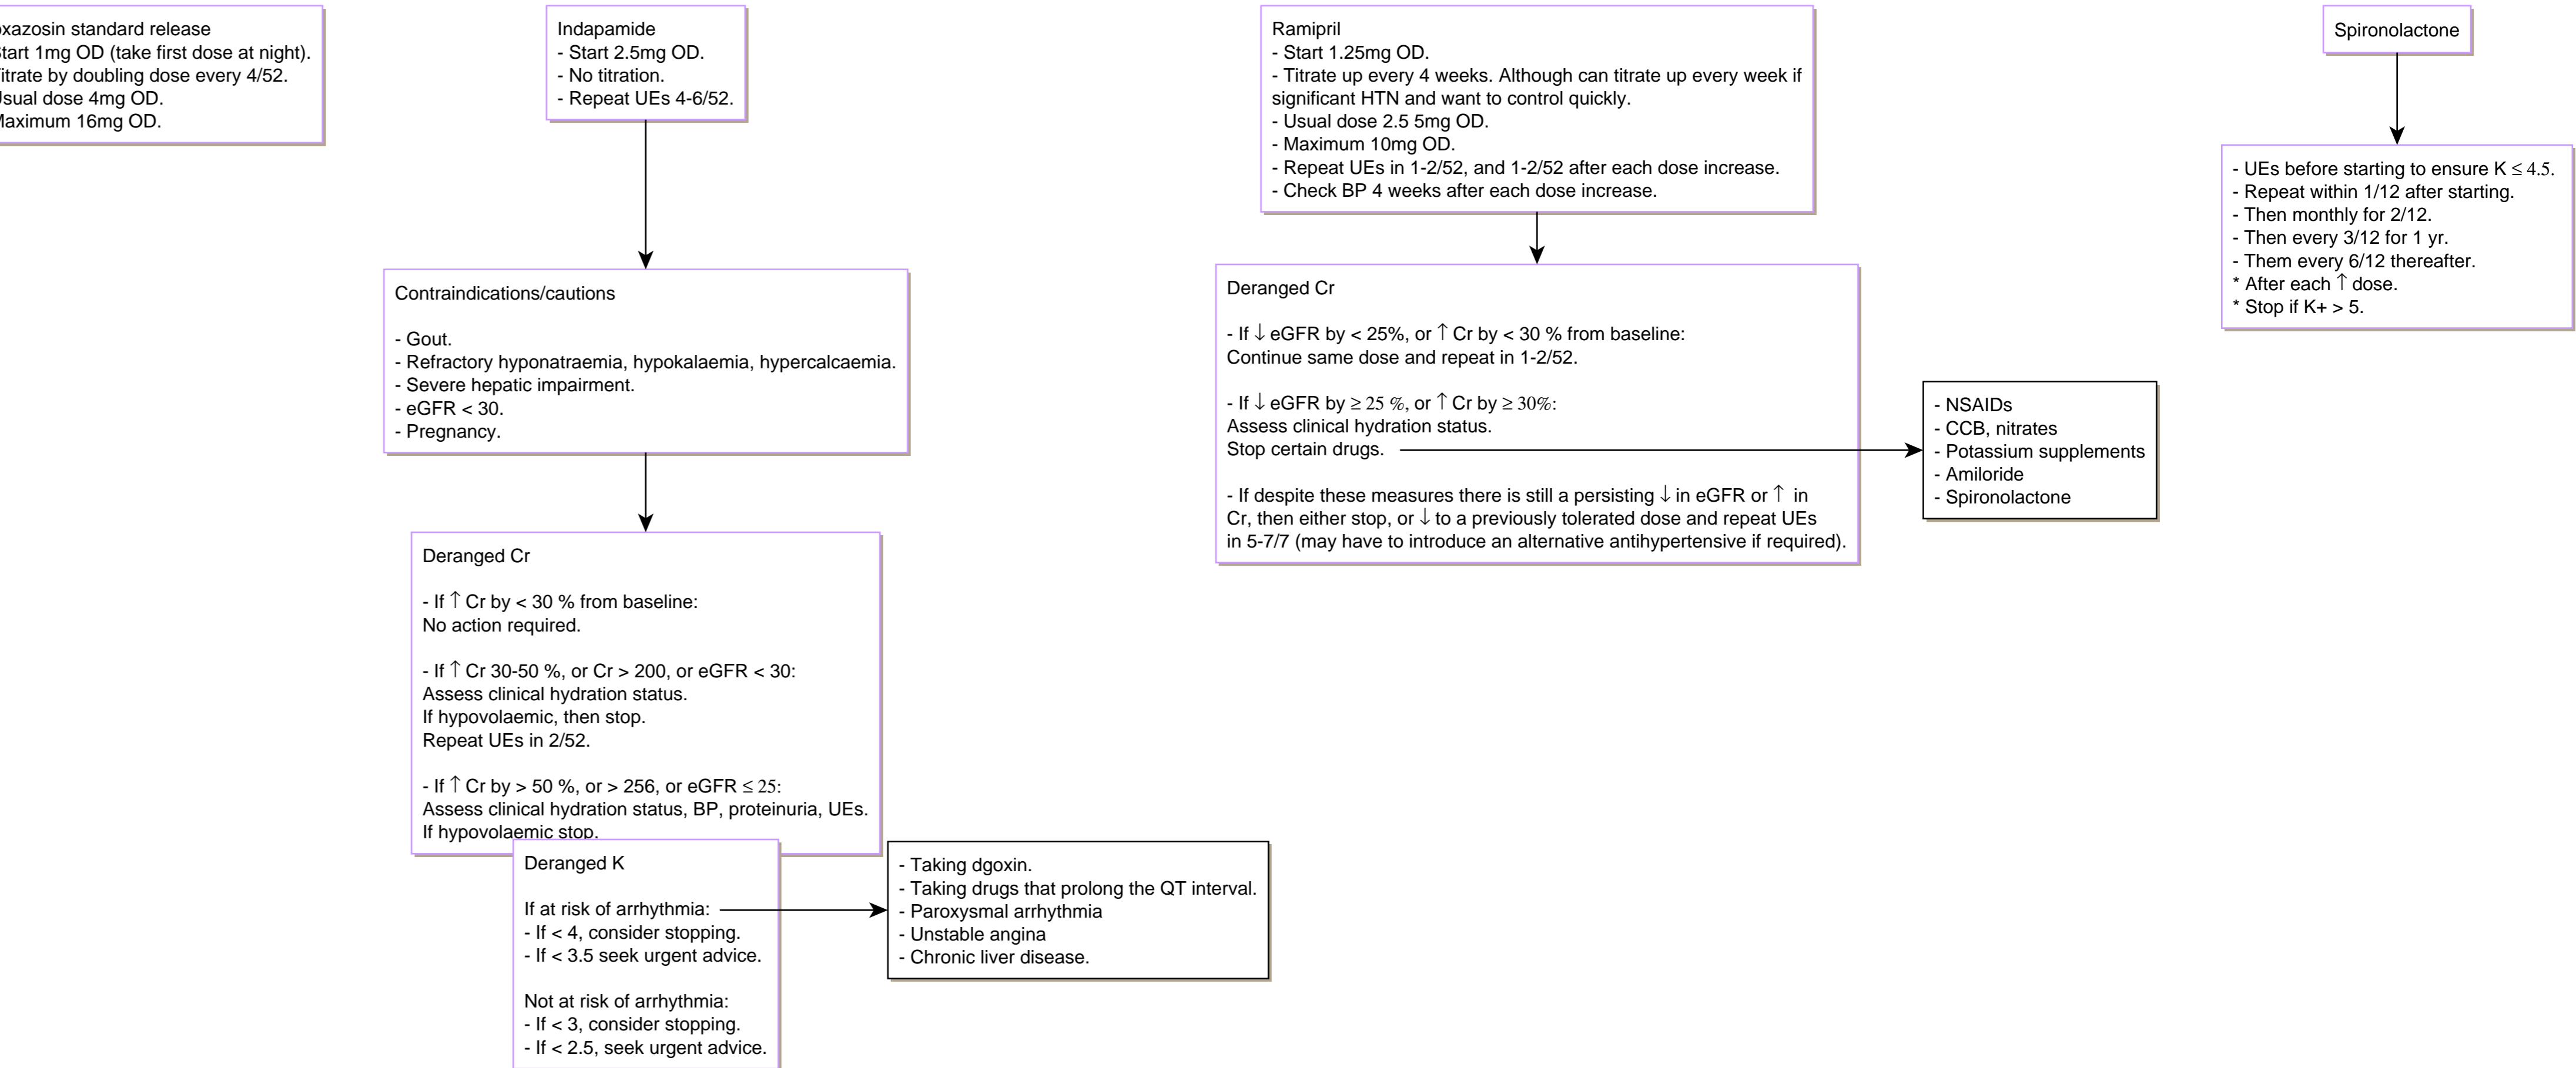 oxazosin standard release
tart 1mg OD (take first dose at night).
itrate by doubling dose every 4/52.
sual dose 4mg OD.
aximum 16mg OD.
Indapamide
- Start 2.5mg OD.
- No titration.
- Repeat UEs 4-6/52.
Contraindications/cautions
- Gout.
- Refractory hyponatraemia, hypokalaemia, hypercalcaemia.
- Severe hepatic impairment.
- eGFR < 30.
- Pregnancy.
Deranged Cr
- If ↑ Cr by < 30 % from baseline:
No action required.
- If ↑ Cr 30-50 %, or Cr > 200, or eGFR < 30:
Assess clinical hydration status.
If hypovolaemic, then stop.
Repeat UEs in 2/52.
- If ↑ Cr by > 50 %, or > 256, or eGFR ≤ 25:
Assess clinical hydration status, BP, proteinuria, UEs.
If hypovolaemic stop.
Deranged K
If at risk of arrhythmia:
- If < 4, consider stopping.
- If < 3.5 seek urgent advice.
Not at risk of arrhythmia:
- If < 3, consider stopping.
- If < 2.5, seek urgent advice.
- Taking dgoxin.
- Taking drugs that prolong the QT interval.
- Paroxysmal arrhythmia
- Unstable angina
- Chronic liver disease.
Ramipril
- Start 1.25mg OD.
- Titrate up every 4 weeks. Although can titrate up every week if
significant HTN and want to control quickly.
- Usual dose 2.5 5mg OD.
- Maximum 10mg OD.
- Repeat UEs in 1-2/52, and 1-2/52 after each dose increase.
- Check BP 4 weeks after each dose increase.
Deranged Cr
- If ↓ eGFR by < 25%, or ↑ Cr by < 30 % from baseline:
Continue same dose and repeat in 1-2/52.
- If ↓ eGFR by ≥ 25 %, or ↑ Cr by ≥ 30%:
Assess clinical hydration status.
Stop certain drugs.
- If despite these measures there is still a persisting ↓ in eGFR or ↑ in
Cr, then either stop, or ↓ to a previously tolerated dose and repeat UEs
in 5-7/7 (may have to introduce an alternative antihypertensive if required).
- NSAIDs
- CCB, nitrates
- Potassium supplements
- Amiloride
- Spironolactone
Spironolactone
- UEs before starting to ensure K ≤ 4.5.
- Repeat within 1/12 after starting.
- Then monthly for 2/12.
- Then every 3/12 for 1 yr.
- Them every 6/12 thereafter.
* After each ↑ dose.
* Stop if K+ > 5.